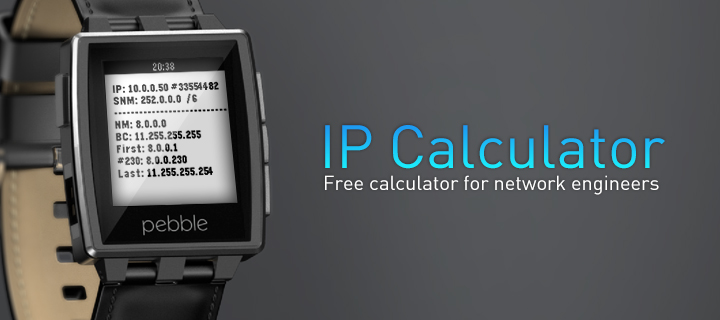 20:38
IP: 10.0.0.50 #33554482
SNM: 252.0.0.0 /6
NM: 8.0.0.0
BC: 11.255.255.255
First: 8.0.0.1
#230: 8.0.0.230
Last: 11.255.255.254
pebble
IP Calculator
Free calculator for network engineers